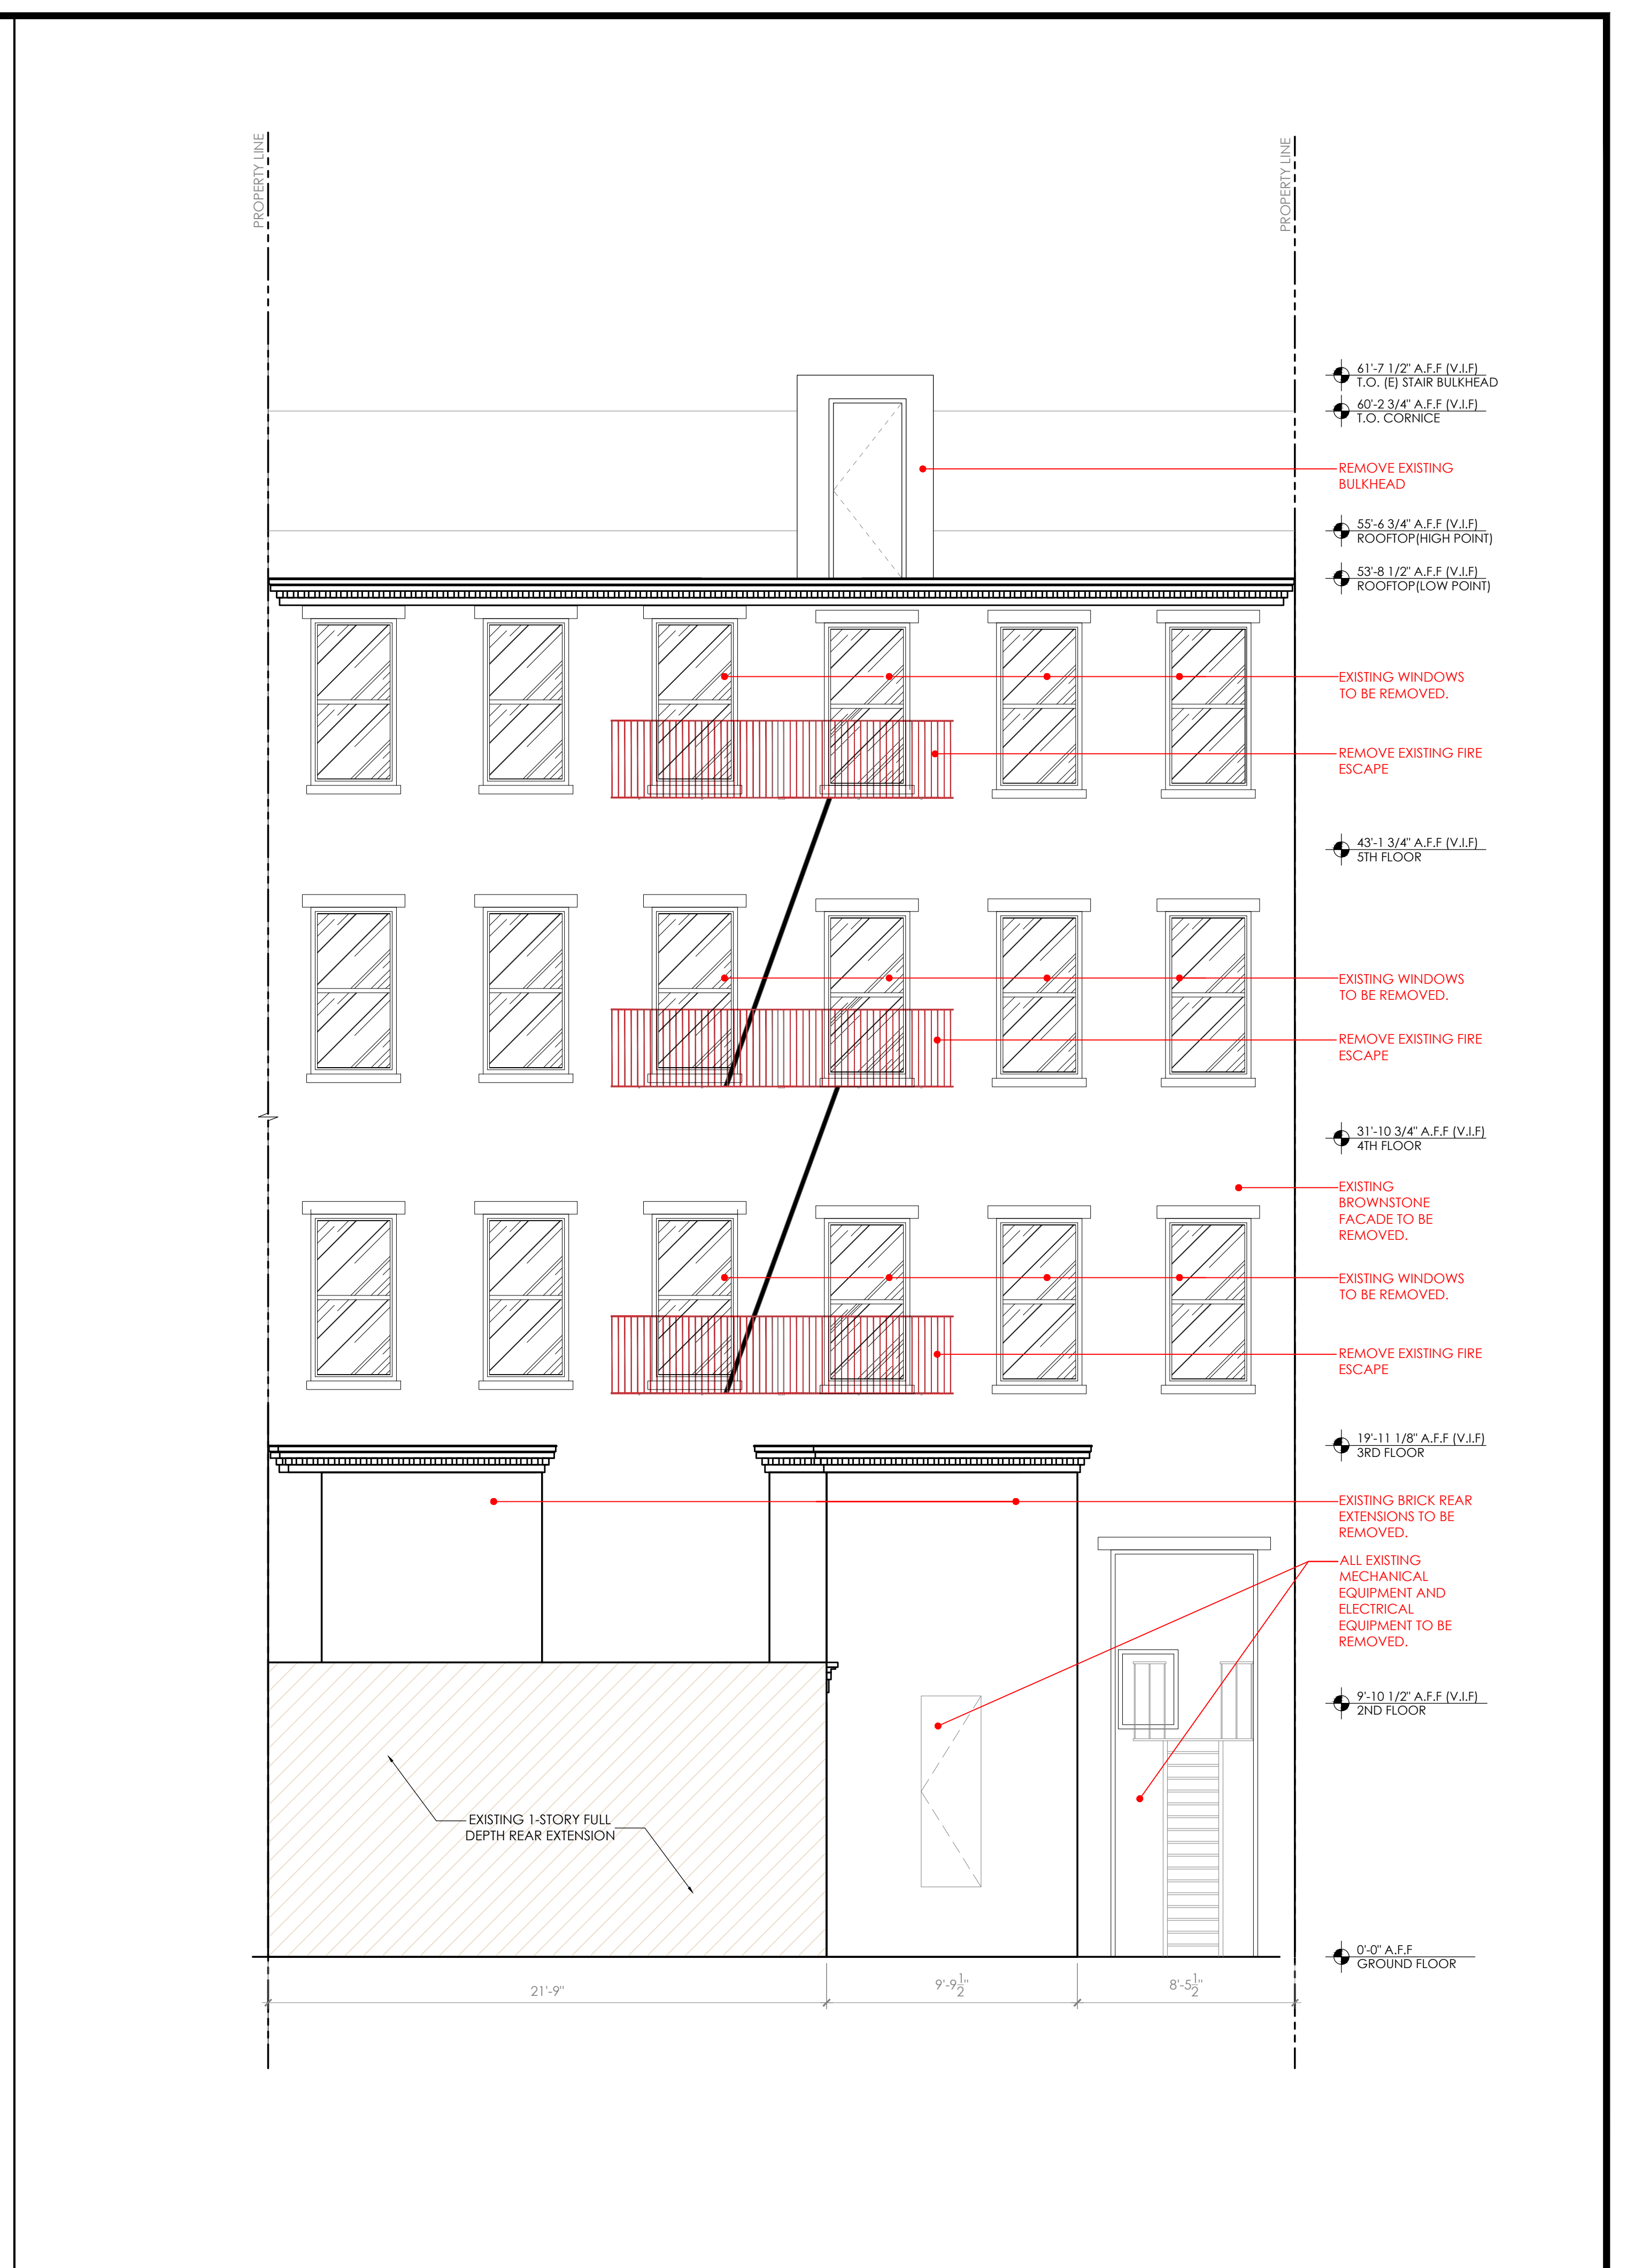 PROPERTY LINE
PROPERTY LINE
61'-7 1/2" A.F.F (V.I.F)
T.O. (E) STAIR BULKHEAD
60'-2 3/4" A.F.F (V.I.F)
T.O. CORNICE
REMOVE EXISTING
BULKHEAD
55'-6 3/4" A.F.F (V.I.F)
ROOFTOP(HIGH POINT)
53'-8 1/2" A.F.F (V.I.F)
ROOFTOP(LOW POINT)
EXISTING WINDOWS
TO BE REMOVED.
REMOVE EXISTING FIRE
ESCAPE
43'-1 3/4" A.F.F (V.I.F)
5TH FLOOR
EXISTING WINDOWS
TO BE REMOVED.
REMOVE EXISTING FIRE
ESCAPE
31'-10 3/4" A.F.F (V.I.F)
4TH FLOOR
EXISTING
BROWNSTONE
FACADE TO BE
REMOVED.
EXISTING WINDOWS
TO BE REMOVED.
REMOVE EXISTING FIRE
ESCAPE
19'-11 1/8" A.F.F (V.I.F)
3RD FLOOR
EXISTING BRICK REAR
EXTENSIONS TO BE
REMOVED.
ALL EXISTING
MECHANICAL
EQUIPMENT AND
ELECTRICAL
EQUIPMENT TO BE
REMOVED.
9'-10 1/2" A.F.F (V.I.F)
2ND FLOOR
EXISTING 1-STORY FULL
DEPTH REAR EXTENSION
0'-0" A.F.F
GROUND FLOOR
21'-9"
9'-9 1/2"
8'-5 1/2"